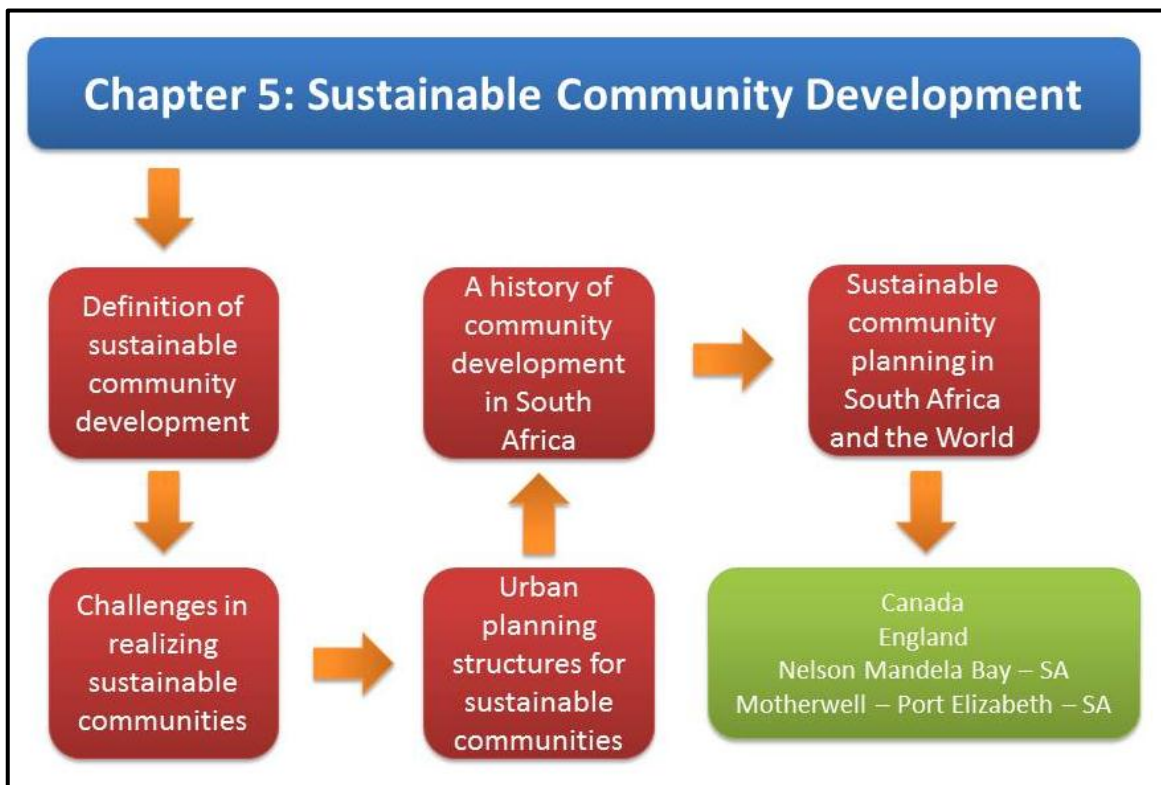 Chapter 5: Sustainable Community Development
Definition of
sustainable
community
development
Challenges in
realizing
sustainable
communities
Urban
planning
structures for
sustainable
communities
A history of
community
development
in South
Africa
Sustainable
community
planning in
South Africa
and the World
Canada
England
Nelson Mandela Bay – SA
Motherwell – Port Elizabeth – SA